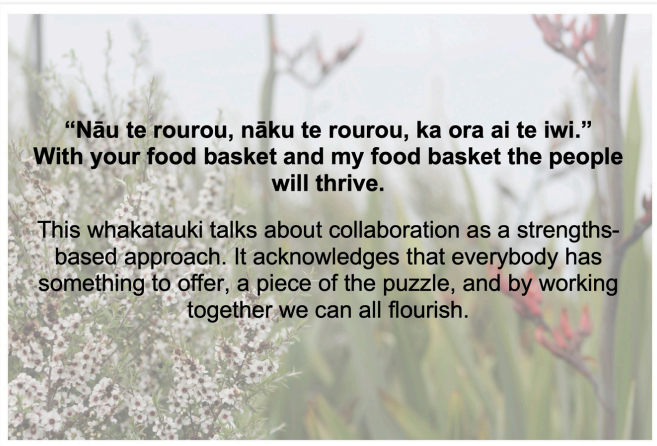 “Nāu te rourou, nāku te rourou, ka ora ai te iwi.”
With your food basket and my food basket the people
will thrive.
This whakatauki talks about collaboration as a strengths-
based approach. It acknowledges that everybody has
something to offer, a piece of the puzzle, and by working
together we can all flourish.